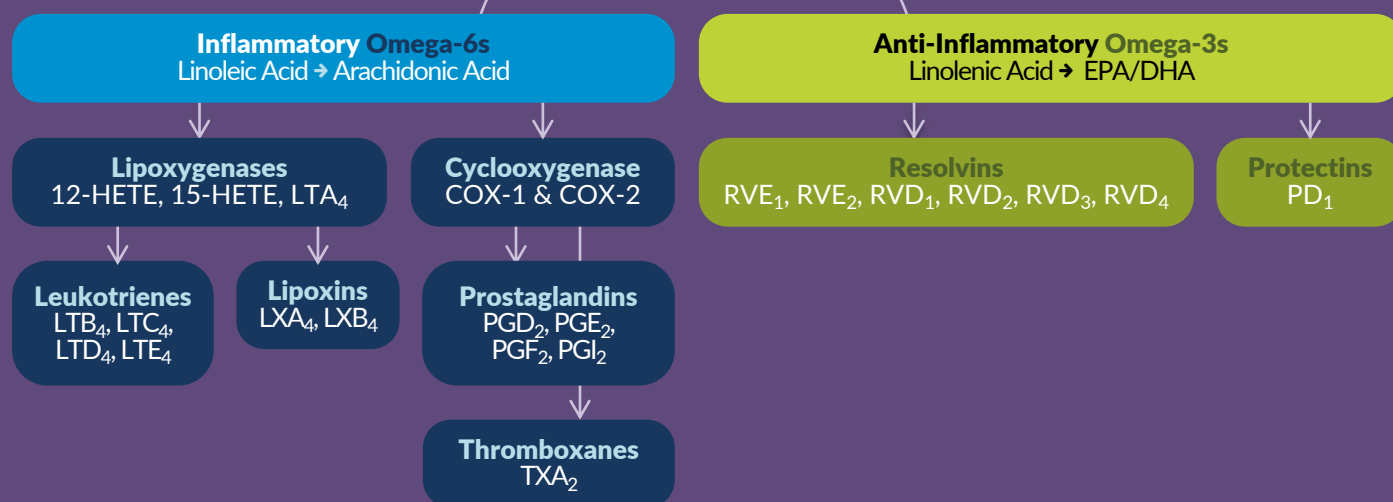 Inflammatory Omega-6s
Linoleic Acid → Arachidonic Acid
Anti-Inflammatory Omega-3s
Linolenic Acid → EPA/DHA
Lipoxygenases
12-HETE, 15-HETE, LTA₄
Cyclooxygenase
COX-1 & COX-2
Resolvins
RVE₁, RVE₂, RVD₁, RVD₂, RVD₃, RVD₄
Protectins
PD₁
Leukotrienes
LTB₄, LTC₄,
LTD₄, LTE₄
Lipoxins
LXA₄, LXB₄
Prostaglandins
PGD₂, PGE₂,
PGF₂, PGI₂
Thromboxanes
TXA₂